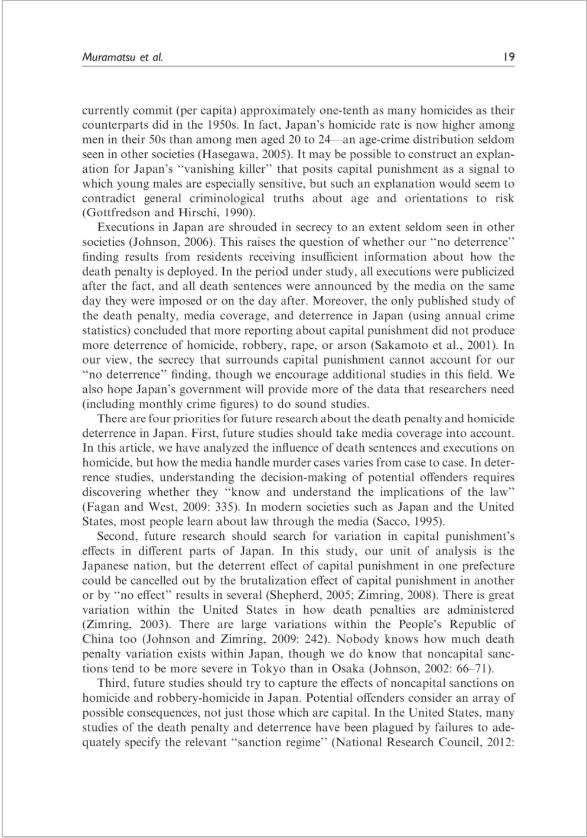 Muramatsu et al. 19
currently commit (per capita) approximately one-tenth as many homicides as their
counterparts did in the 1950s. In fact, Japan's homicide rate is now higher among
men in their 50s than among men aged 20 to 24—an age-crime distribution seldom
seen in other societies (Hasegawa, 2005). It may be possible to construct an explan-
ation for Japan's ‘‘vanishing killer’’ that posits capital punishment as a signal to
which young males are especially sensitive, but such an explanation would seem to
contradict general criminological truths about age and orientations to risk
(Gottfredson and Hirschi, 1990).
Executions in Japan are shrouded in secrecy to an extent seldom seen in other
societies (Johnson, 2006). This raises the question of whether our ‘‘no deterrence’’
finding results from residents receiving insufficient information about how the
death penalty is deployed. In the period under study, all executions were publicized
after the fact, and all death sentences were announced by the media on the same
day they were imposed or on the day after. Moreover, the only published study of
the death penalty, media coverage, and deterrence in Japan (using annual crime
statistics) concluded that more reporting about capital punishment did not produce
more deterrence of homicide, robbery, rape, or arson (Sakamoto et al., 2001). In
our view, the secrecy that surrounds capital punishment cannot account for our
‘‘no deterrence’’ finding, though we encourage additional studies in this field. We
also hope Japan's government will provide more of the data that researchers need
(including monthly crime figures) to do sound studies.
There are four priorities for future research about the death penalty and homicide
deterrence in Japan. First, future studies should take media coverage into account.
In this article, we have analyzed the influence of death sentences and executions on
homicide, but how the media handle murder cases varies from case to case. In deter-
rence studies, understanding the decision-making of potential offenders requires
discovering whether they ‘‘know and understand the implications of the law’’
(Fagan and West, 2009: 335). In modern societies such as Japan and the United
States, most people learn about law through the media (Sacco, 1995).
Second, future research should search for variation in capital punishment's
effects in different parts of Japan. In this study, our unit of analysis is the
Japanese nation, but the deterrent effect of capital punishment in one prefecture
could be cancelled out by the brutalization effect of capital punishment in another
or by ‘‘no effect’’ results in several (Shepherd, 2005; Zimring, 2008). There is great
variation within the United States in how death penalties are administered
(Zimring, 2003). There are large variations within the People's Republic of
China too (Johnson and Zimring, 2009: 242). Nobody knows how much death
penalty variation exists within Japan, though we do know that noncapital sanc-
tions tend to be more severe in Tokyo than in Osaka (Johnson, 2002: 66–71).
Third, future studies should try to capture the effects of noncapital sanctions on
homicide and robbery-homicide in Japan. Potential offenders consider an array of
possible consequences, not just those which are capital. In the United States, many
studies of the death penalty and deterrence have been plagued by failures to ade-
quately specify the relevant ‘‘sanction regime’’ (National Research Council, 2012: